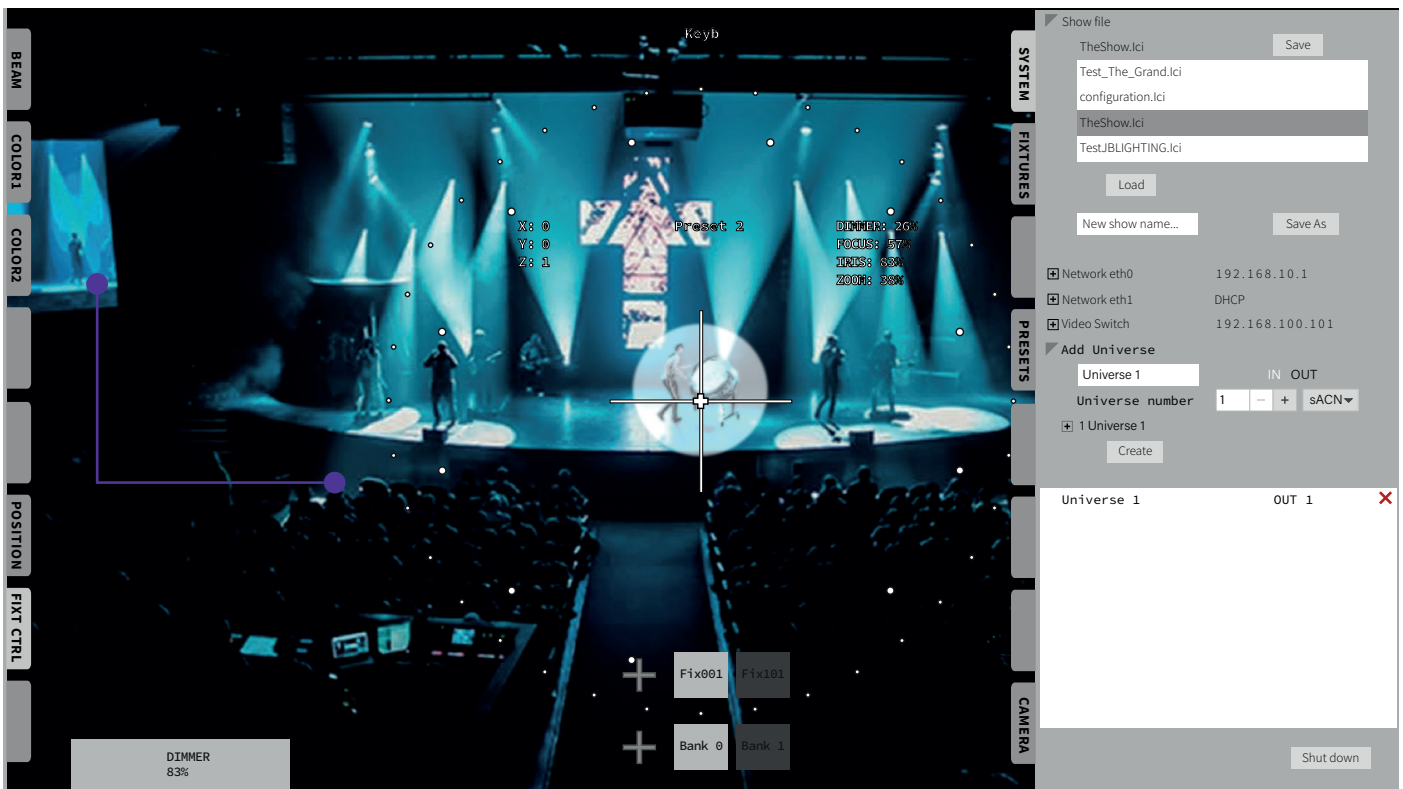 Keyb
BEAM
COLOR1
COLOR2
POSITION
FIXT CTRL
X: 0
Y: 0
Z: 1
Preset 2
DIMMER: 26%
FOCUS: 57%
IRIS: 83%
ZOOM: 38%
Fix001 Fix101
Bank 0 Bank 1
DIMMER
83%
SYSTEM
FIXTURES
PRESETS
CAMERA
Show file
TheShow.lci Save
Test_The_Grand.lci
configuration.lci
TheShow.lci
TestJBLIGHTING.lci
Load
New show name... Save As
Network eth0 192.168.10.1
Network eth1 DHCP
Video Switch 192.168.100.101
Add Universe
Universe 1 IN OUT
Universe number 1 − + sACN
1 Universe 1
Create
Universe 1 OUT 1
Shut down